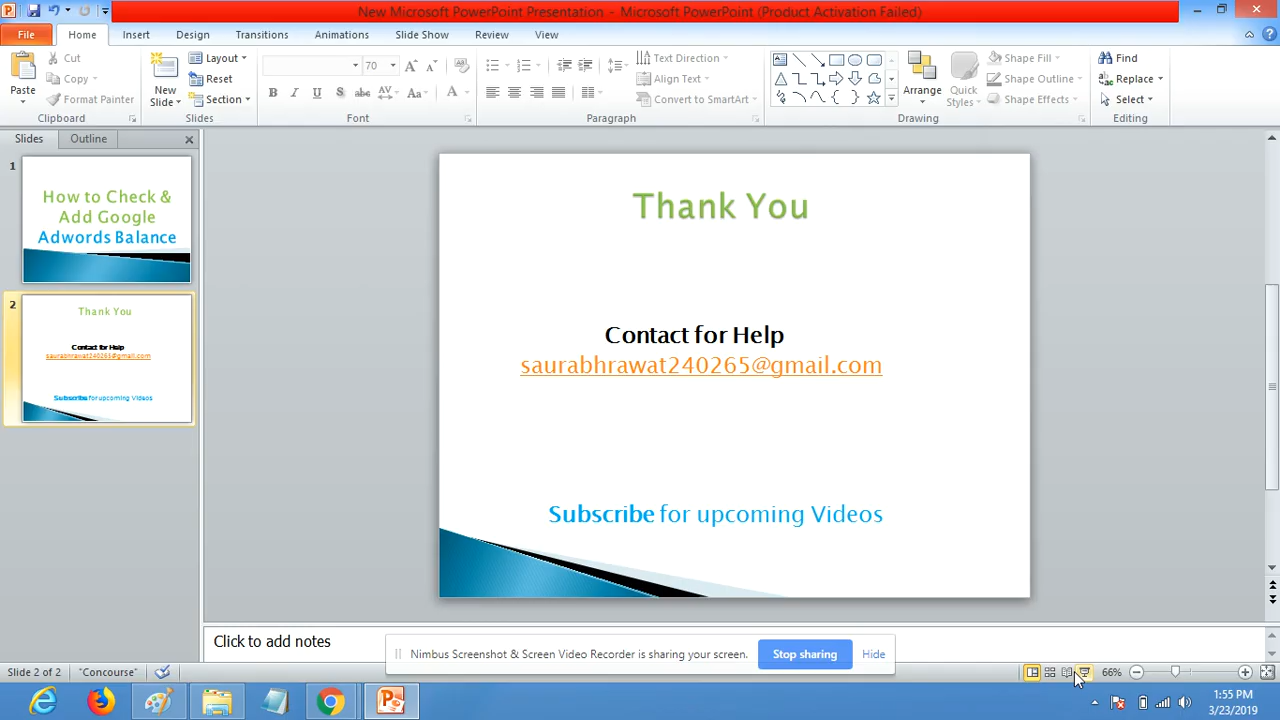 New Microsoft PowerPoint Presentation - Microsoft PowerPoint (Product Activation Failed)
File Home Insert Design Transitions Animations Slide Show Review View
Paste
Cut
Copy
Format Painter
Clipboard
New Slide
Layout
Reset
Section
Slides
70
B I U S abc AV Aa A
Font
Text Direction
Align Text
Convert to SmartArt
Paragraph
Arrange
Quick Styles
Shape Fill
Shape Outline
Shape Effects
Drawing
Find
Replace
Select
Editing
Slides Outline
1
How to Check &
Add Google
Adwords Balance
2
Thank You
Contact for Help
saurabhrawat240265@gmail.com
Subscribe for upcoming Videos
Thank You
Contact for Help
saurabhrawat240265@gmail.com
Subscribe for upcoming Videos
Click to add notes
Nimbus Screenshot & Screen Video Recorder is sharing your screen. Stop sharing Hide
Slide 2 of 2 "Concourse" 66%
1:55 PM
3/23/2019